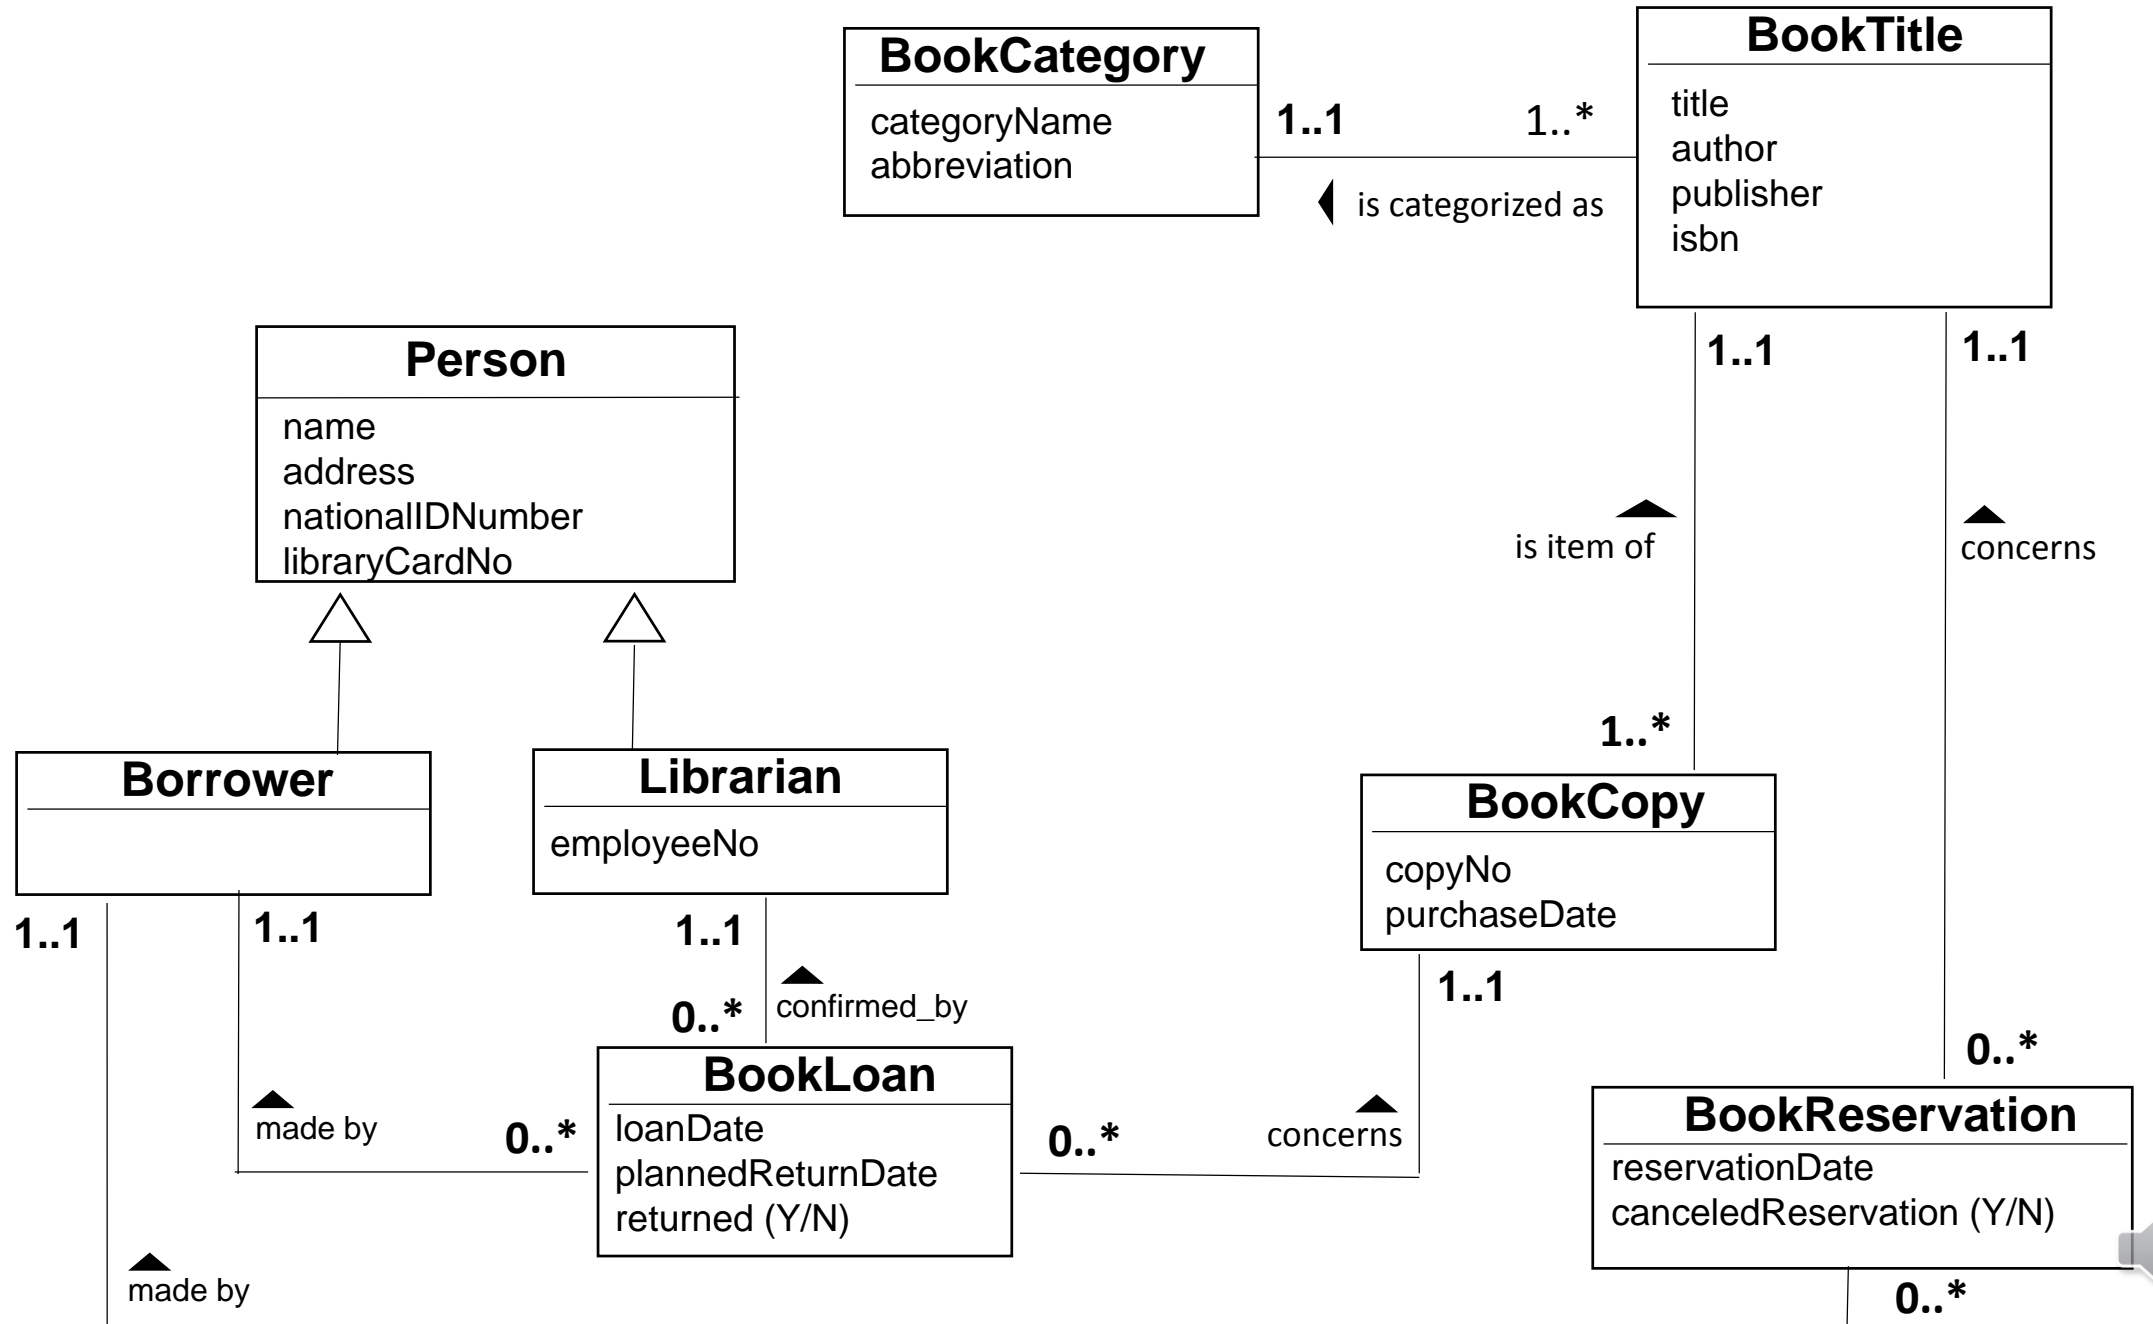 BookCategory
categoryName
abbreviation
1..1
1..*
is categorized as
BookTitle
title
author
publisher
isbn
1..1
1..1
Person
name
address
nationalIDNumber
libraryCardNo
is item of
concerns
1..*
Borrower
Librarian
employeeNo
BookCopy
copyNo
purchaseDate
1..1
1..1
1..1
1..1
confirmed_by
0..*
0..*
BookLoan
loanDate
plannedReturnDate
returned (Y/N)
made by
0..*
0..*
concerns
BookReservation
reservationDate
canceledReservation (Y/N)
made by
0..*